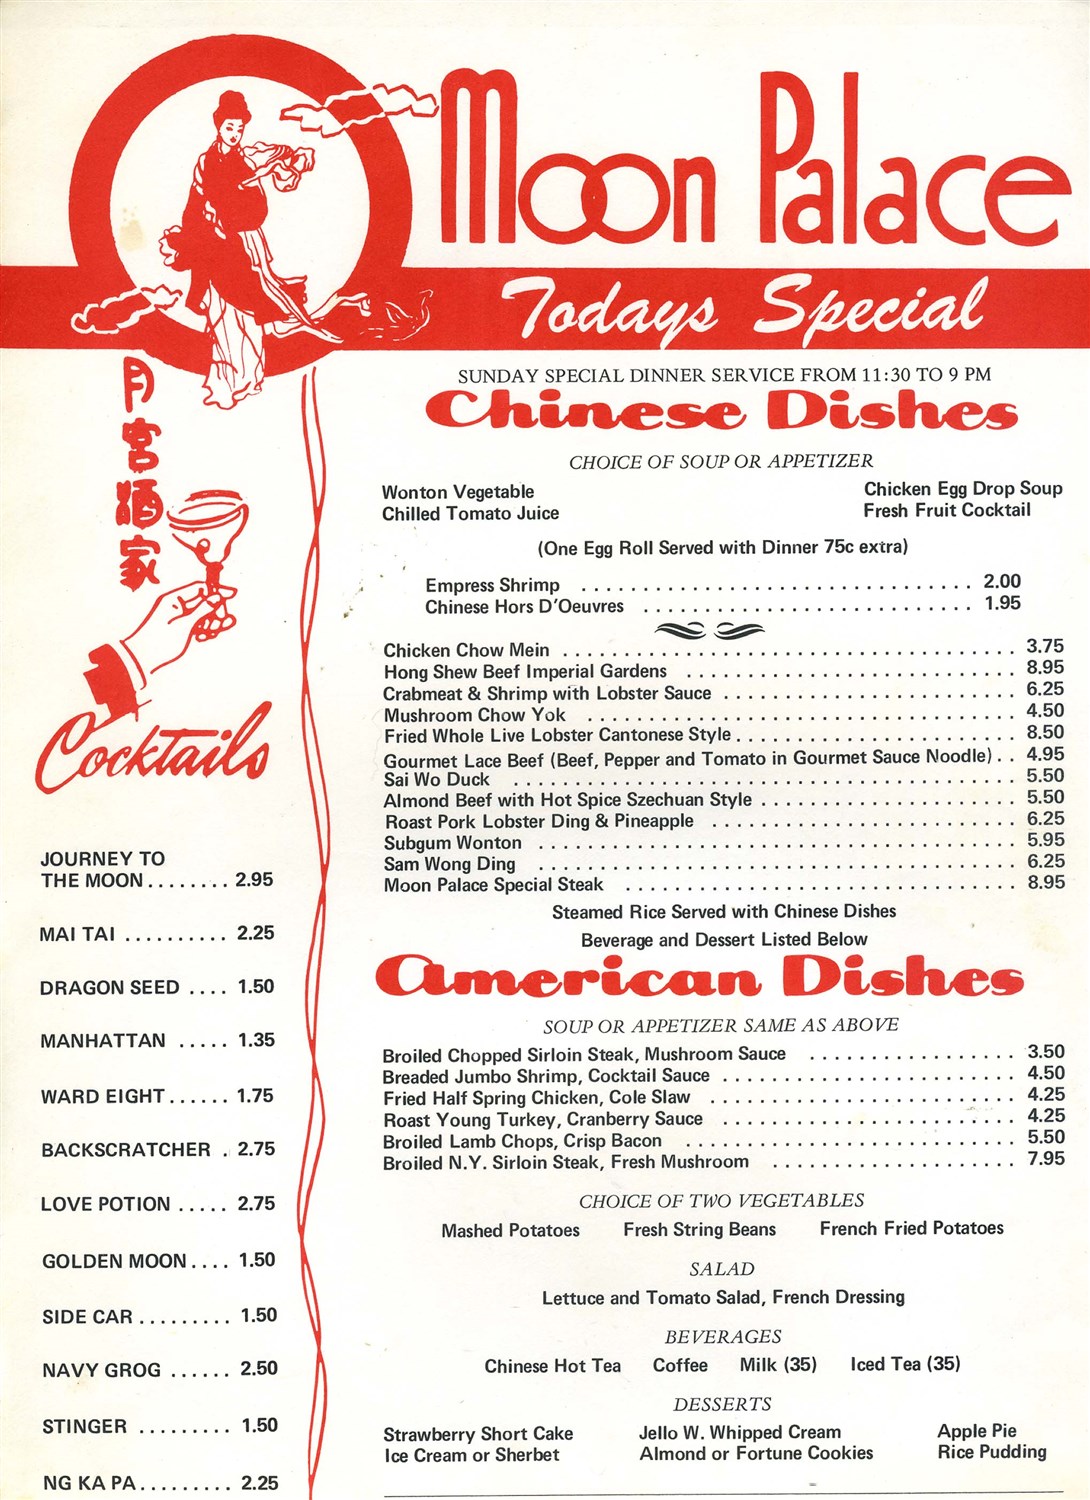 Moon Palace
Todays Special
月宮酒家
Cocktails
JOURNEY TO
THE MOON........ 2.95
MAI TAI .......... 2.25
DRAGON SEED .... 1.50
MANHATTAN ..... 1.35
WARD EIGHT...... 1.75
BACKSCRATCHER . 2.75
LOVE POTION ..... 2.75
GOLDEN MOON.... 1.50
SIDE CAR ......... 1.50
NAVY GROG ...... 2.50
STINGER ......... 1.50
NG KA PA......... 2.25
SUNDAY SPECIAL DINNER SERVICE FROM 11:30 TO 9 PM
Chinese Dishes
CHOICE OF SOUP OR APPETIZER
Wonton Vegetable Chicken Egg Drop Soup
Chilled Tomato Juice Fresh Fruit Cocktail
(One Egg Roll Served with Dinner 75c extra)
Empress Shrimp ................................ 2.00
Chinese Hors D'Oeuvres ........................... 1.95
Chicken Chow Mein ..................................... 3.75
Hong Shew Beef Imperial Gardens ........................... 8.95
Crabmeat & Shrimp with Lobster Sauce ........................ 6.25
Mushroom Chow Yok ................................... 4.50
Fried Whole Live Lobster Cantonese Style....................... 8.50
Gourmet Lace Beef (Beef, Pepper and Tomato in Gourmet Sauce Noodle) . . 4.95
Sai Wo Duck ......................................... 5.50
Almond Beef with Hot Spice Szechuan Style ..................... 5.50
Roast Pork Lobster Ding & Pineapple ......................... 6.25
Subgum Wonton ....................................... 5.95
Sam Wong Ding ....................................... 6.25
Moon Palace Special Steak ................................ 8.95
Steamed Rice Served with Chinese Dishes
Beverage and Dessert Listed Below
American Dishes
SOUP OR APPETIZER SAME AS ABOVE
Broiled Chopped Sirloin Steak, Mushroom Sauce ................. 3.50
Breaded Jumbo Shrimp, Cocktail Sauce ........................ 4.50
Fried Half Spring Chicken, Cole Slaw ......................... 4.25
Roast Young Turkey, Cranberry Sauce ........................ 4.25
Broiled Lamb Chops, Crisp Bacon ........................... 5.50
Broiled N.Y. Sirloin Steak, Fresh Mushroom .................... 7.95
CHOICE OF TWO VEGETABLES
Mashed Potatoes Fresh String Beans French Fried Potatoes
SALAD
Lettuce and Tomato Salad, French Dressing
BEVERAGES
Chinese Hot Tea Coffee Milk (35) Iced Tea (35)
DESSERTS
Strawberry Short Cake Jello W. Whipped Cream Apple Pie
Ice Cream or Sherbet Almond or Fortune Cookies Rice Pudding